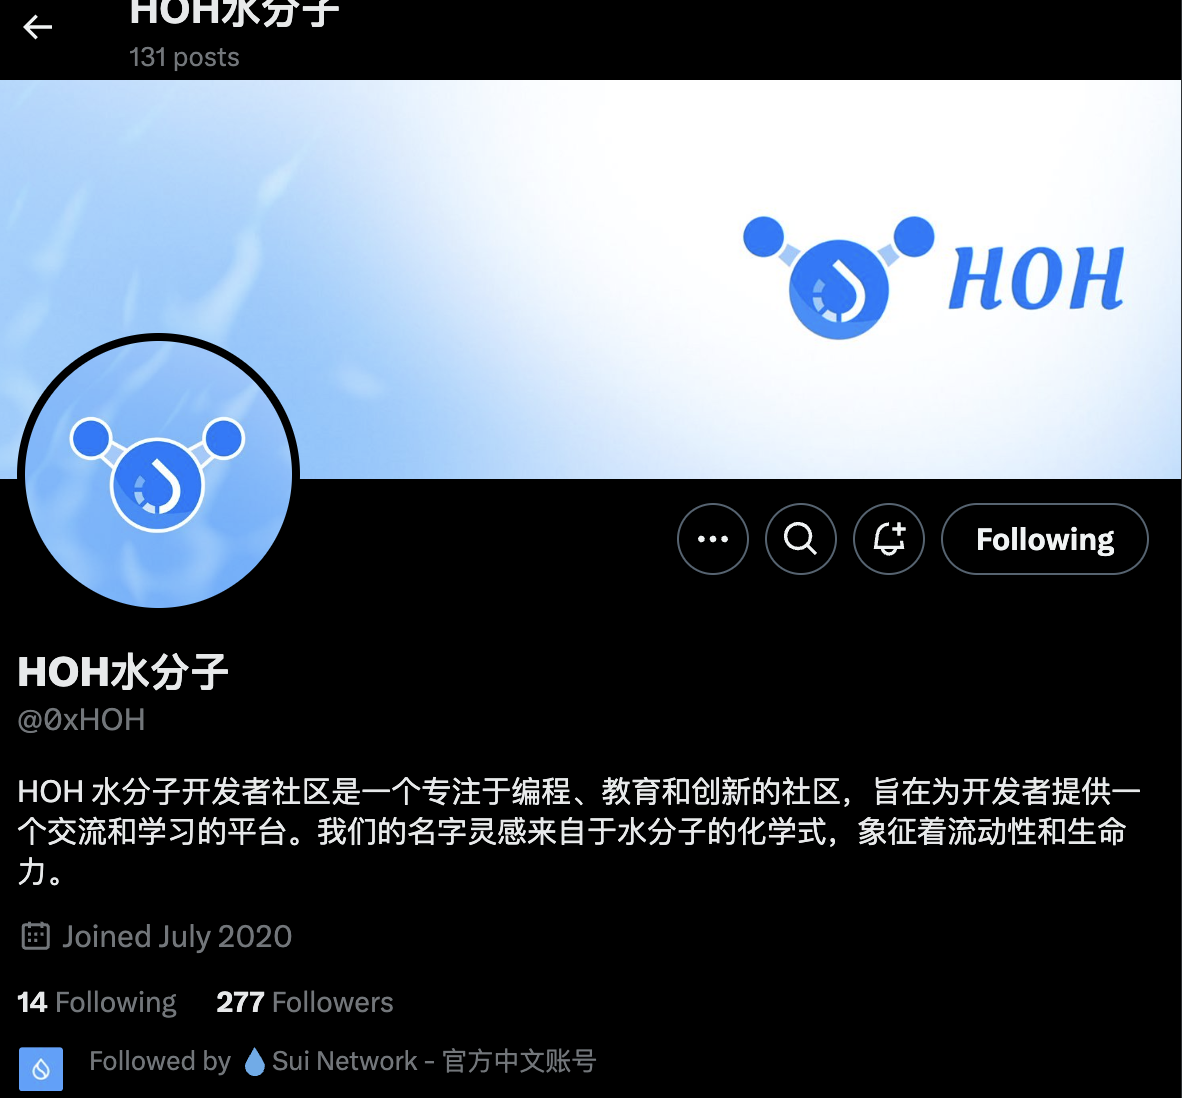 HOH水分子
131 posts
HOH
Following
HOH水分子
@0xHOH
HOH 水分子开发者社区是一个专注于编程、教育和创新的社区，旨在为开发者提供一
个交流和学习的平台。我们的名字灵感来自于水分子的化学式，象征着流动性和生命
力。
Joined July 2020
14 Following 277 Followers
Followed by 💧Sui Network - 官方中文账号